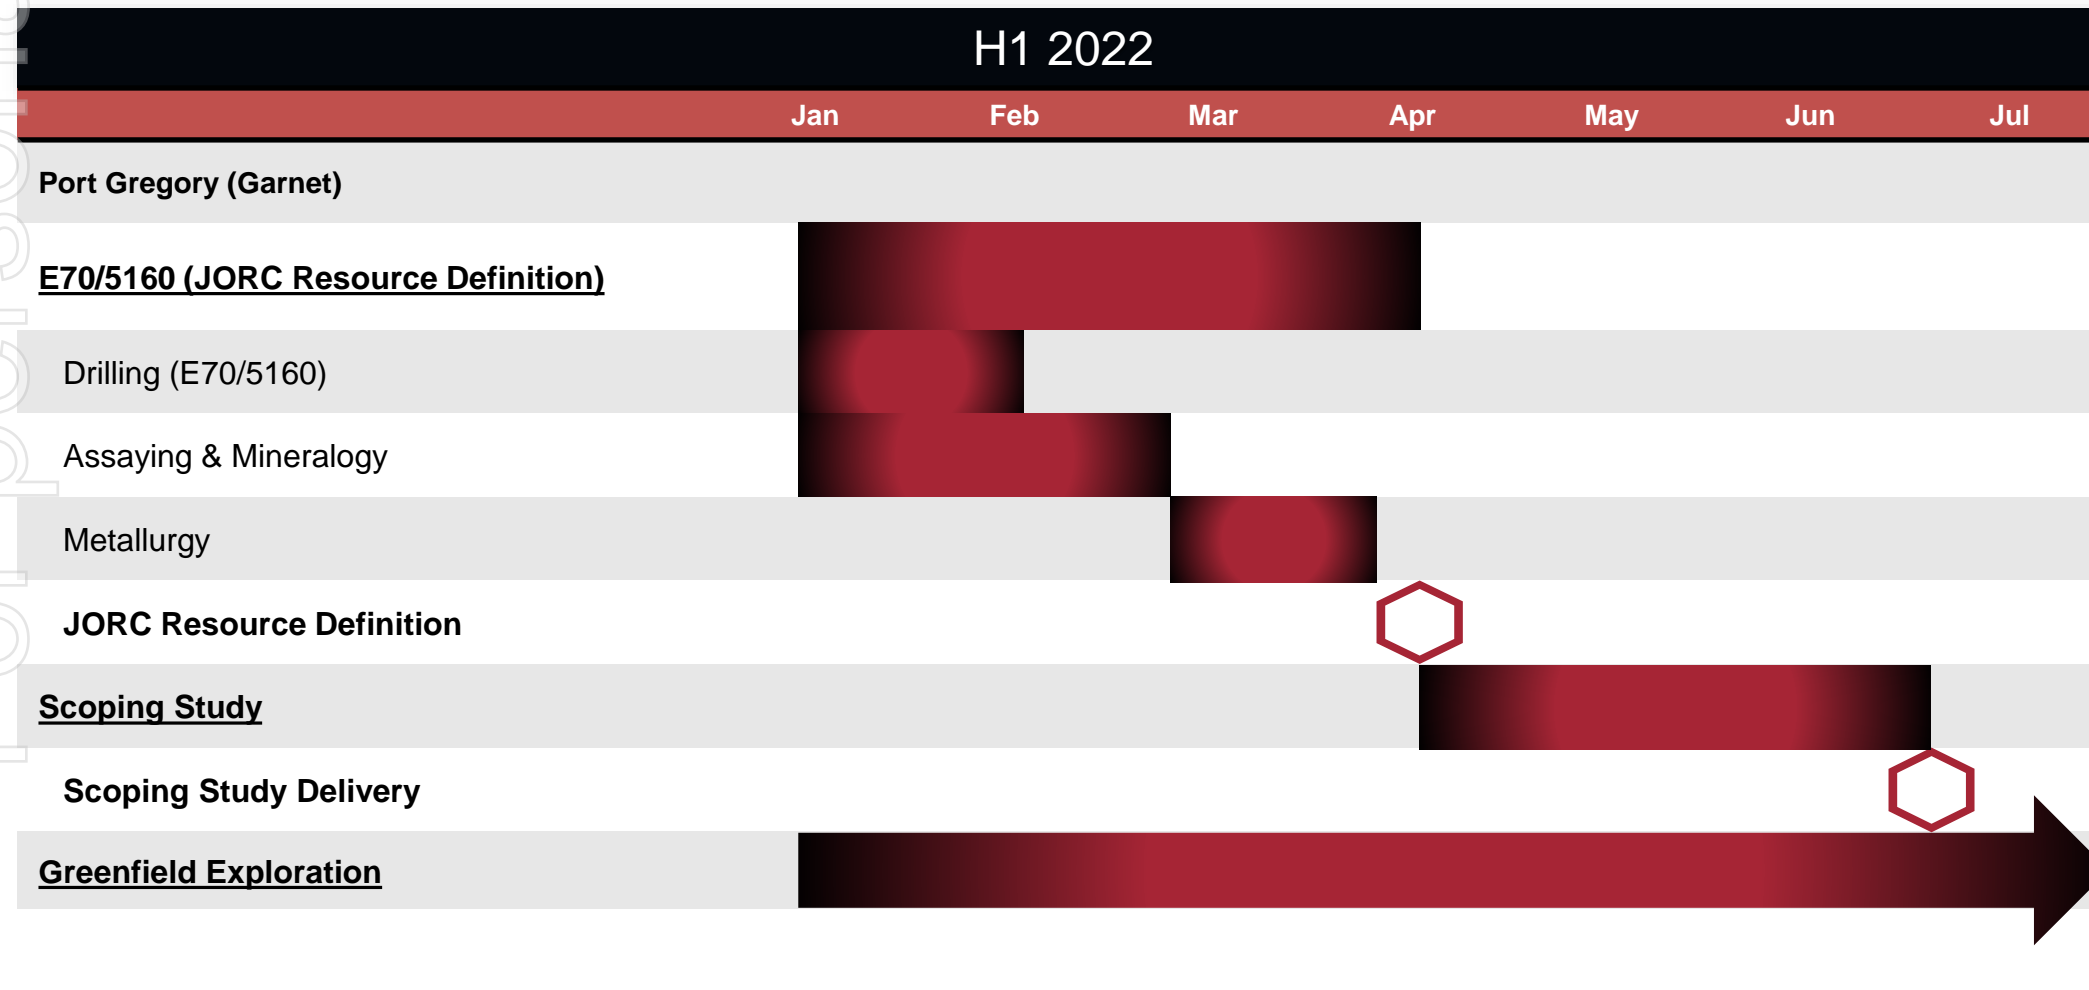 H1 2022
Jan Feb Mar Apr May Jun Jul
Port Gregory (Garnet)
E70/5160 (JORC Resource Definition)
Drilling (E70/5160)
Assaying & Mineralogy
Metallurgy
JORC Resource Definition
Scoping Study
Scoping Study Delivery
Greenfield Exploration